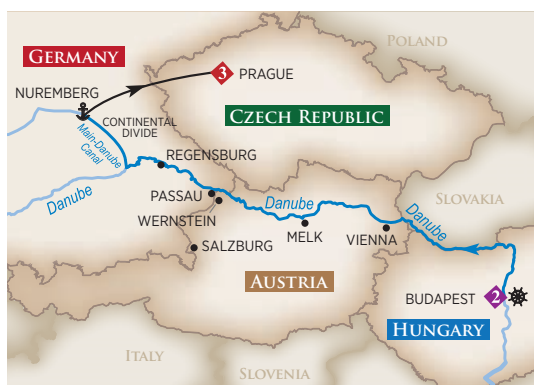 POLAND
GERMANY
3
PRAGUE
NUREMBERG
CONTINENTAL
DIVIDE
CZECH REPUBLIC
Main-Danube
Canal
REGENSBURG
Danube
PASSAU
Danube
SLOVAKIA
WERNSTEIN
Danube
MELK
VIENNA
SALZBURG
AUSTRIA
BUDAPEST
2
HUNGARY
ITALY
SLOVENIA